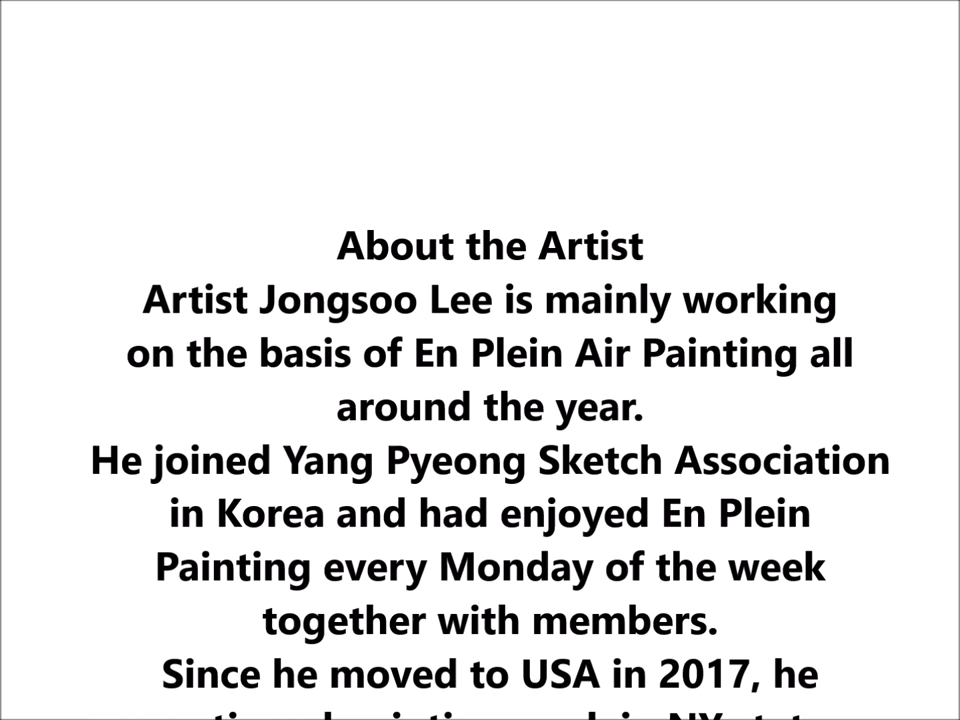 About the Artist
Artist Jongsoo Lee is mainly working
on the basis of En Plein Air Painting all
around the year.
He joined Yang Pyeong Sketch Association
in Korea and had enjoyed En Plein
Painting every Monday of the week
together with members.
Since he moved to USA in 2017, he